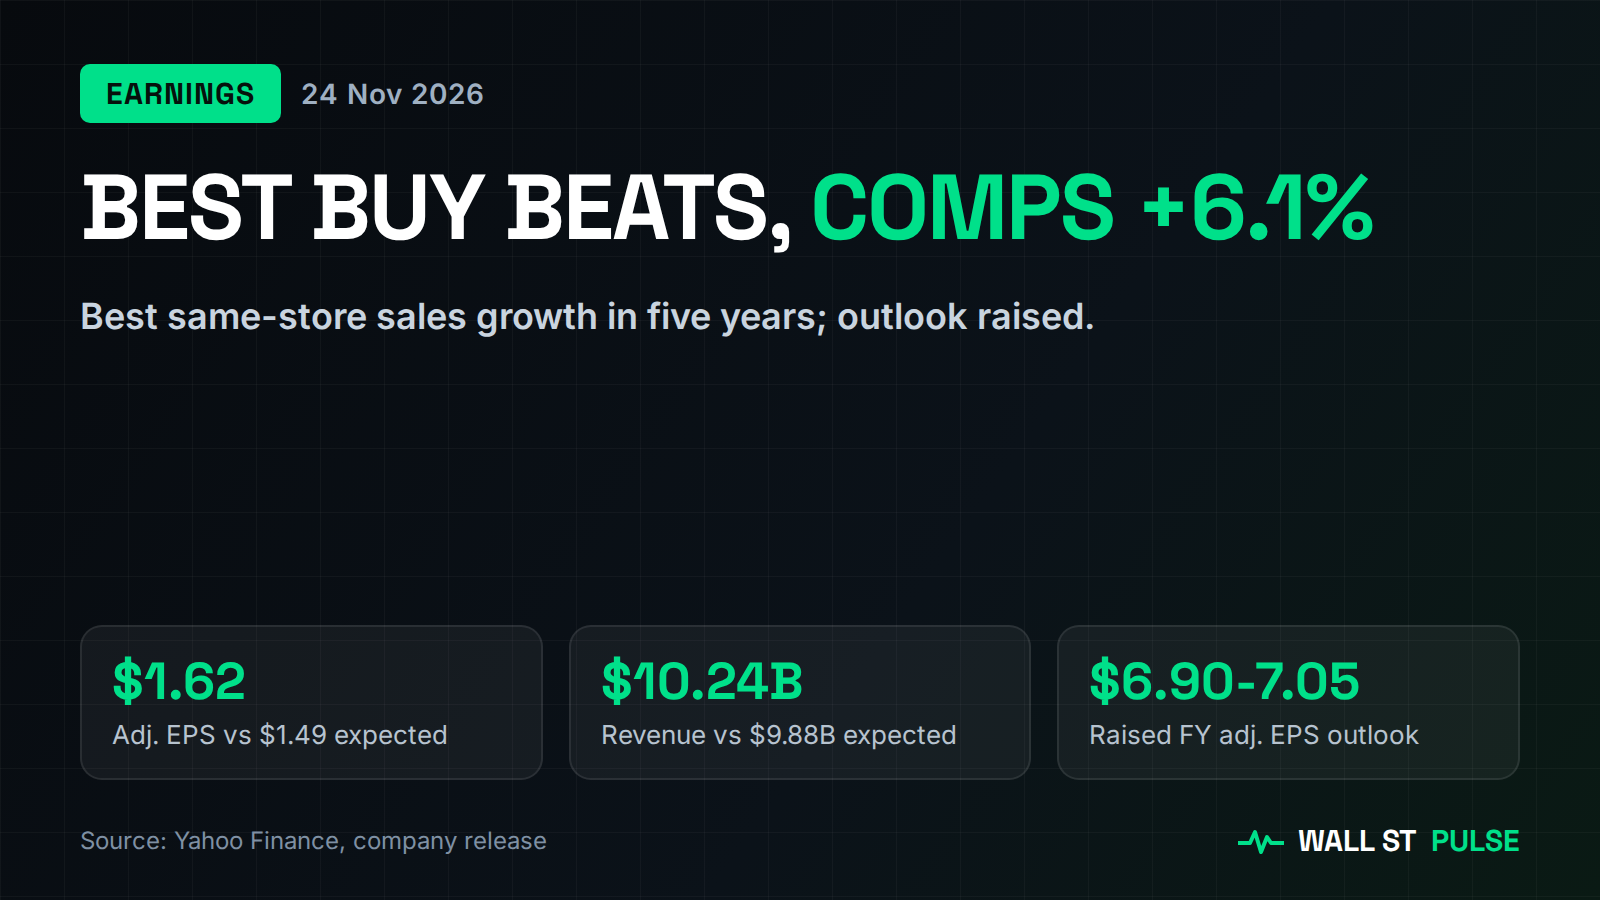 EARNINGS 24 Nov 2026
BEST BUY BEATS, COMPS +6.1%
Best same-store sales growth in five years; outlook raised.
$1.62
Adj. EPS vs $1.49 expected
$10.24B
Revenue vs $9.88B expected
$6.90-7.05
Raised FY adj. EPS outlook
Source: Yahoo Finance, company release
WALL ST PULSE